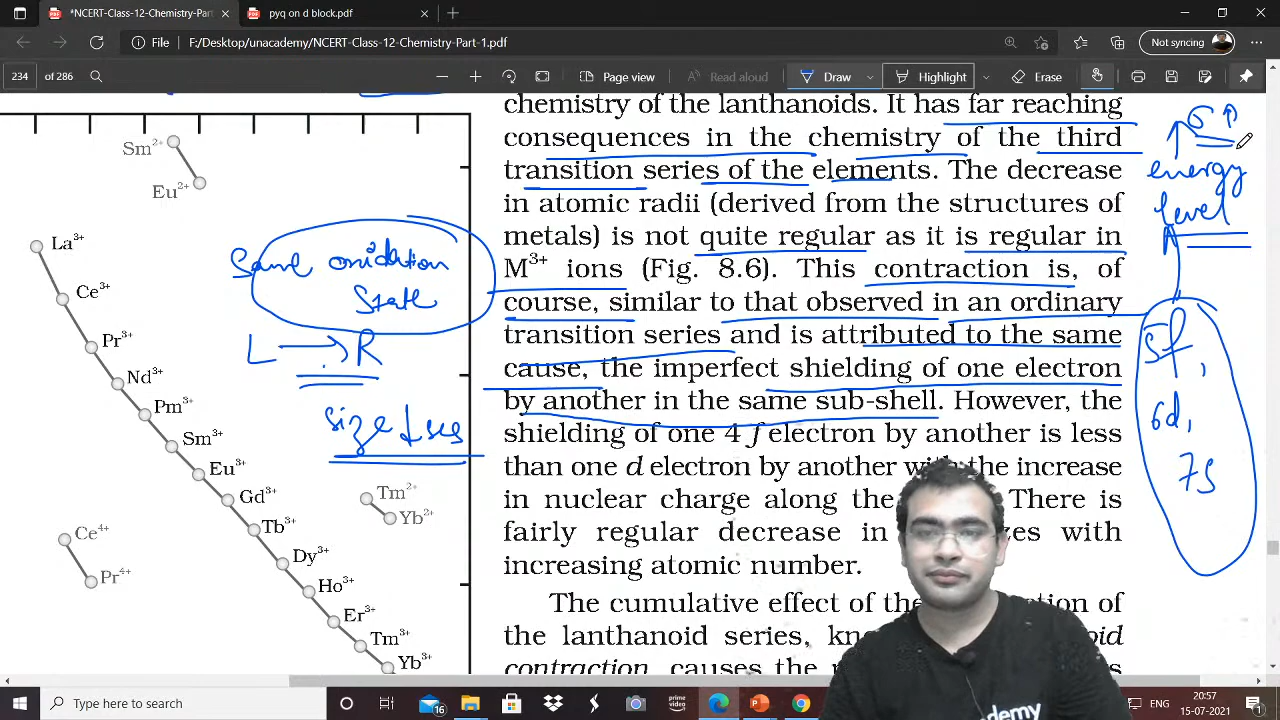 *NCERT-Class-12-Chemistry-Part-1.
pyq on d block.pdf
File
F:/Desktop/unacademy/NCERT-Class-12-Chemistry-Part-1.pdf
Not syncing
234 of 286
Page view
Read aloud
Draw
Highlight
Erase
chemistry of the lanthanoids. It has far reaching
consequences in the chemistry of the third
transition series of the elements. The decrease
in atomic radii (derived from the structures of
metals) is not quite regular as it is regular in
M³⁺ ions (Fig. 8.6). This contraction is, of
course, similar to that observed in an ordinary
transition series and is attributed to the same
cause, the imperfect shielding of one electron
by another in the same sub-shell. However, the
shielding of one 4 f electron by another is less
than one d electron by another with the increase
in nuclear charge along the There is
fairly regular decrease in with
increasing atomic number.
The cumulative effect of the of
the lanthanoid series,
contraction, causes the
Sm²⁺
Eu²⁺
La³⁺
Ce³⁺
Pr³⁺
Nd³⁺
Pm³⁺
Sm³⁺
Eu³⁺
Gd³⁺
Tb³⁺
Dy³⁺
Ho³⁺
Er³⁺
Tm³⁺
Yb³⁺
Tm²⁺
Yb²⁺
Ce⁴⁺
Pr⁴⁺
Same oxidation
State
L → R
size ↓ses
σ ↑
energy
level
5f,
6d,
7s
Type here to search
16
prime video
ENG
20:57
15-07-2021
1